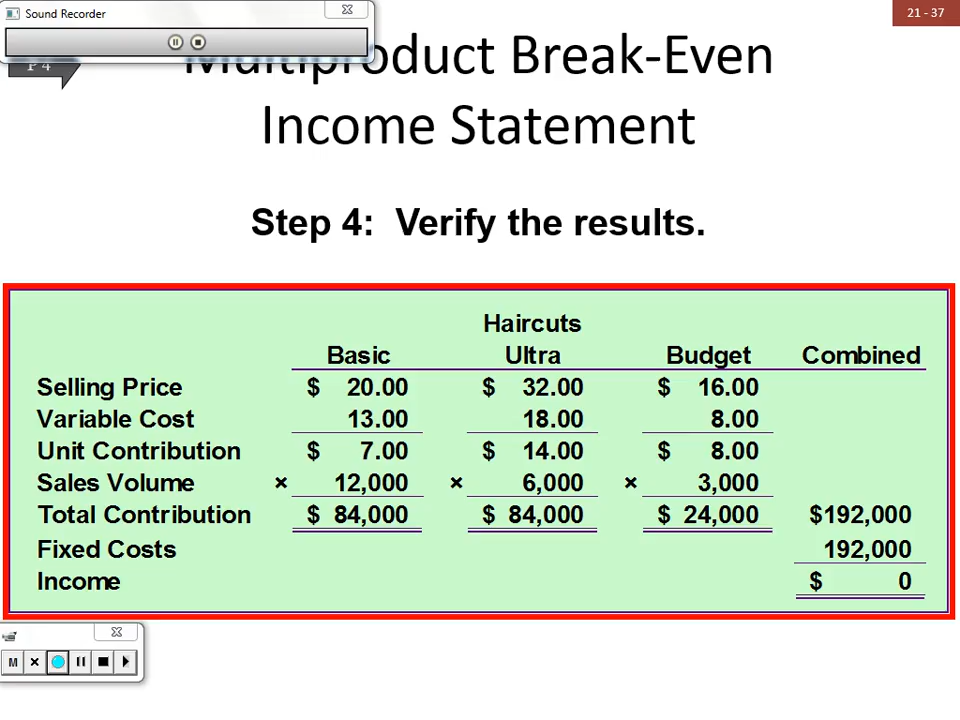 Sound Recorder
21 - 37
P 4
Multiproduct Break-Even
Income Statement
Step 4: Verify the results.
Haircuts
Basic Ultra Budget Combined
Selling Price $ 20.00 $ 32.00 $ 16.00
Variable Cost 13.00 18.00 8.00
Unit Contribution $ 7.00 $ 14.00 $ 8.00
Sales Volume × 12,000 × 6,000 × 3,000
Total Contribution $ 84,000 $ 84,000 $ 24,000 $192,000
Fixed Costs 192,000
Income $ 0
M